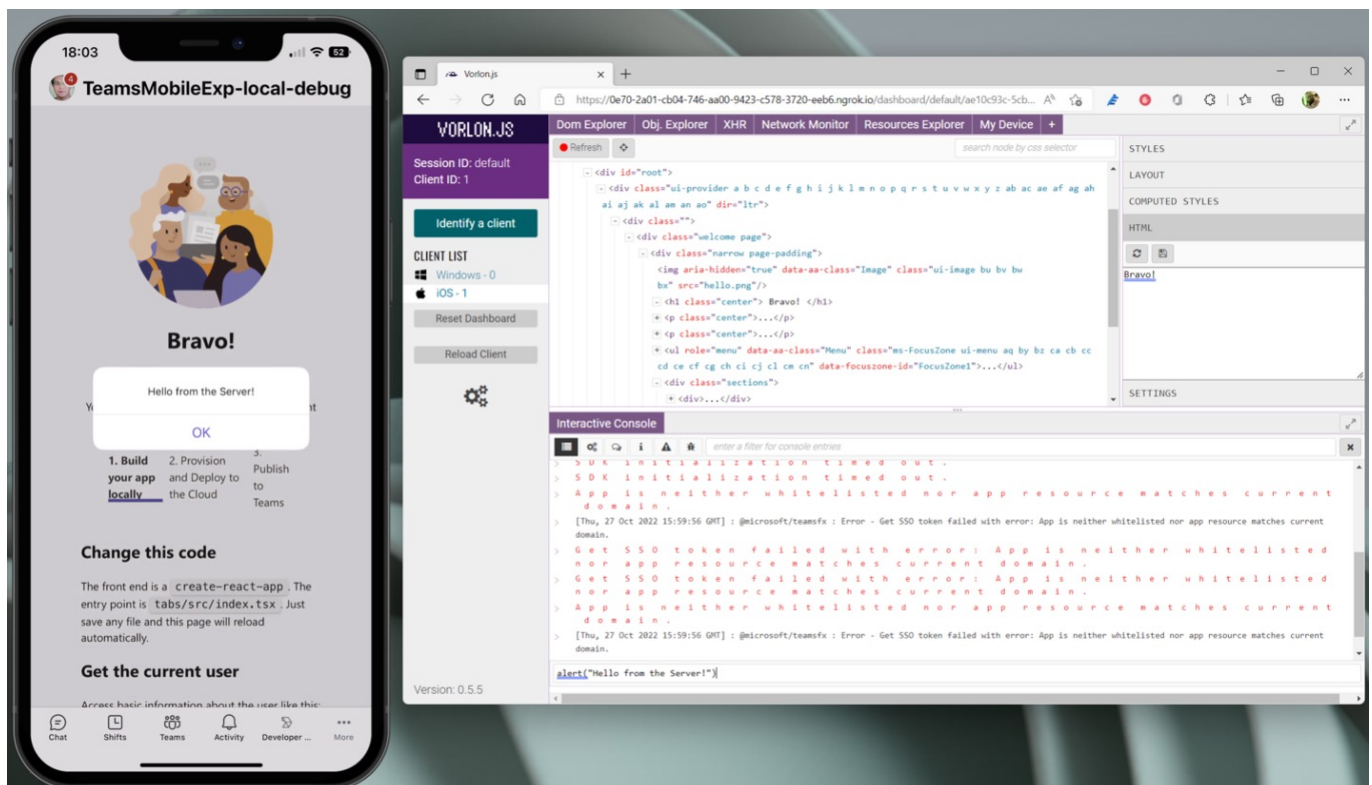 18:03
52
4
TeamsMobileExp-local-debug
Bravo!
Hello from the Server!
OK
1. Build your app locally
2. Provision and Deploy to the Cloud
3. Publish to Teams
Change this code
The front end is a create-react-app . The
entry point is tabs/src/index.tsx . Just
save any file and this page will reload
automatically.
Get the current user
Access basic information about the user like this:
Chat
Shifts
Teams
Activity
Developer ...
More
Vorlon.js
https://0e70-2a01-cb04-746-aa00-9423-c578-3720-eeb6.ngrok.io/dashboard/default/ae10c93c-5cb...
VORLON.JS
Session ID: default
Client ID: 1
Identify a client
CLIENT LIST
Windows - 0
iOS - 1
Reset Dashboard
Reload Client
Version: 0.5.5
Dom Explorer Obj. Explorer XHR Network Monitor Resources Explorer My Device +
Refresh
search node by css selector
<div id="root">
<div class="ui-provider a b c d e f g h i j k l m n o p q r s t u v w x y z ab ac ae af ag ah
ai aj ak al am an ao" dir="ltr">
<div class="">
<div class="welcome page">
<div class="narrow page-padding">
<img aria-hidden="true" data-aa-class="Image" class="ui-image bu bv bw
bx" src="hello.png"/>
<h1 class="center"> Bravo! </h1>
<p class="center">...</p>
<p class="center">...</p>
<ul role="menu" data-aa-class="Menu" class="ms-FocusZone ui-menu aq by bz ca cb cc
cd ce cf cg ch ci cj cl cm cn" data-focuszone-id="FocusZone1">...</ul>
<div class="sections">
<div>...</div>
STYLES
LAYOUT
COMPUTED STYLES
HTML
Bravo!
SETTINGS
Interactive Console
enter a filter for console entries
SDK initialization timed out.
SDK initialization timed out.
App is neither whitelisted nor app resource matches current
domain.
[Thu, 27 Oct 2022 15:59:56 GMT] : @microsoft/teamsfx : Error - Get SSO token failed with error: App is neither whitelisted nor app resource matches current
domain.
Get SSO token failed with error: App is neither whitelisted
nor app resource matches current domain.
Get SSO token failed with error: App is neither whitelisted
nor app resource matches current domain.
App is neither whitelisted nor app resource matches current
domain.
[Thu, 27 Oct 2022 15:59:56 GMT] : @microsoft/teamsfx : Error - Get SSO token failed with error: App is neither whitelisted nor app resource matches current
domain.
alert("Hello from the Server!")